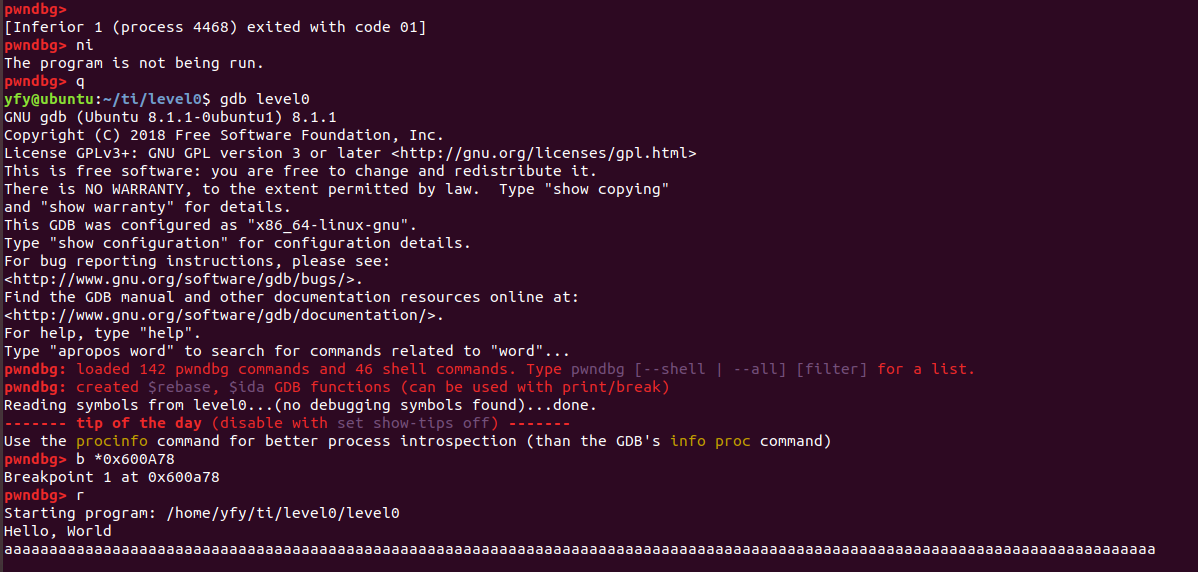 pwndbg>
[Inferior 1 (process 4468) exited with code 01]
pwndbg> ni
The program is not being run.
pwndbg> q
yfy@ubuntu:~/ti/level0$ gdb level0
GNU gdb (Ubuntu 8.1.1-0ubuntu1) 8.1.1
Copyright (C) 2018 Free Software Foundation, Inc.
License GPLv3+: GNU GPL version 3 or later <http://gnu.org/licenses/gpl.html>
This is free software: you are free to change and redistribute it.
There is NO WARRANTY, to the extent permitted by law.  Type "show copying"
and "show warranty" for details.
This GDB was configured as "x86_64-linux-gnu".
Type "show configuration" for configuration details.
For bug reporting instructions, please see:
<http://www.gnu.org/software/gdb/bugs/>.
Find the GDB manual and other documentation resources online at:
<http://www.gnu.org/software/gdb/documentation/>.
For help, type "help".
Type "apropos word" to search for commands related to "word"...
pwndbg: loaded 142 pwndbg commands and 46 shell commands. Type pwndbg [--shell | --all] [filter] for a list.
pwndbg: created $rebase, $ida GDB functions (can be used with print/break)
Reading symbols from level0...(no debugging symbols found)...done.
------- tip of the day (disable with set show-tips off) -------
Use the procinfo command for better process introspection (than the GDB's info proc command)
pwndbg> b *0x600A78
Breakpoint 1 at 0x600a78
pwndbg> r
Starting program: /home/yfy/ti/level0/level0
Hello, World
aaaaaaaaaaaaaaaaaaaaaaaaaaaaaaaaaaaaaaaaaaaaaaaaaaaaaaaaaaaaaaaaaaaaaaaaaaaaaaaaaaaaaaaaaaaaaaaaaaaaaaaaaaaaaaaaaaaaaaaaaaaaaaaa